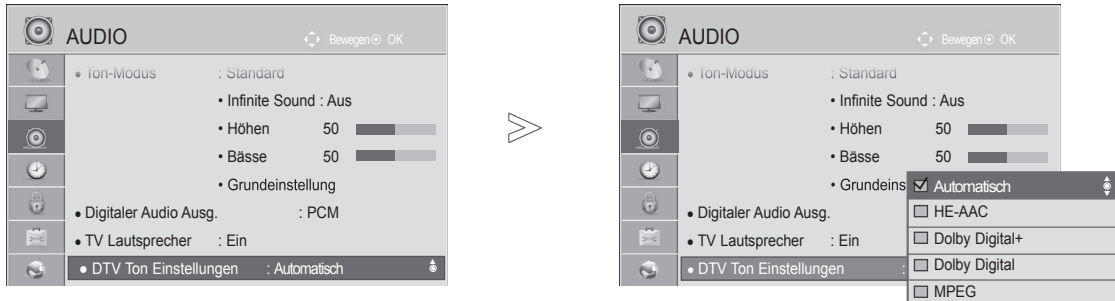 AUDIO
Bewegen OK
• Ton-Modus : Standard
• Infinite Sound : Aus
• Höhen 50
• Bässe 50
• Grundeinstellung
• Digitaler Audio Ausg. : PCM
• TV Lautsprecher : Ein
• DTV Ton Einstellungen : Automatisch
>>
AUDIO
Bewegen OK
• Ton-Modus : Standard
• Infinite Sound : Aus
• Höhen 50
• Bässe 50
• Grundeins
• Digitaler Audio Ausg.
• TV Lautsprecher : Ein
• DTV Ton Einstellungen :
Automatisch
HE-AAC
Dolby Digital+
Dolby Digital
MPEG